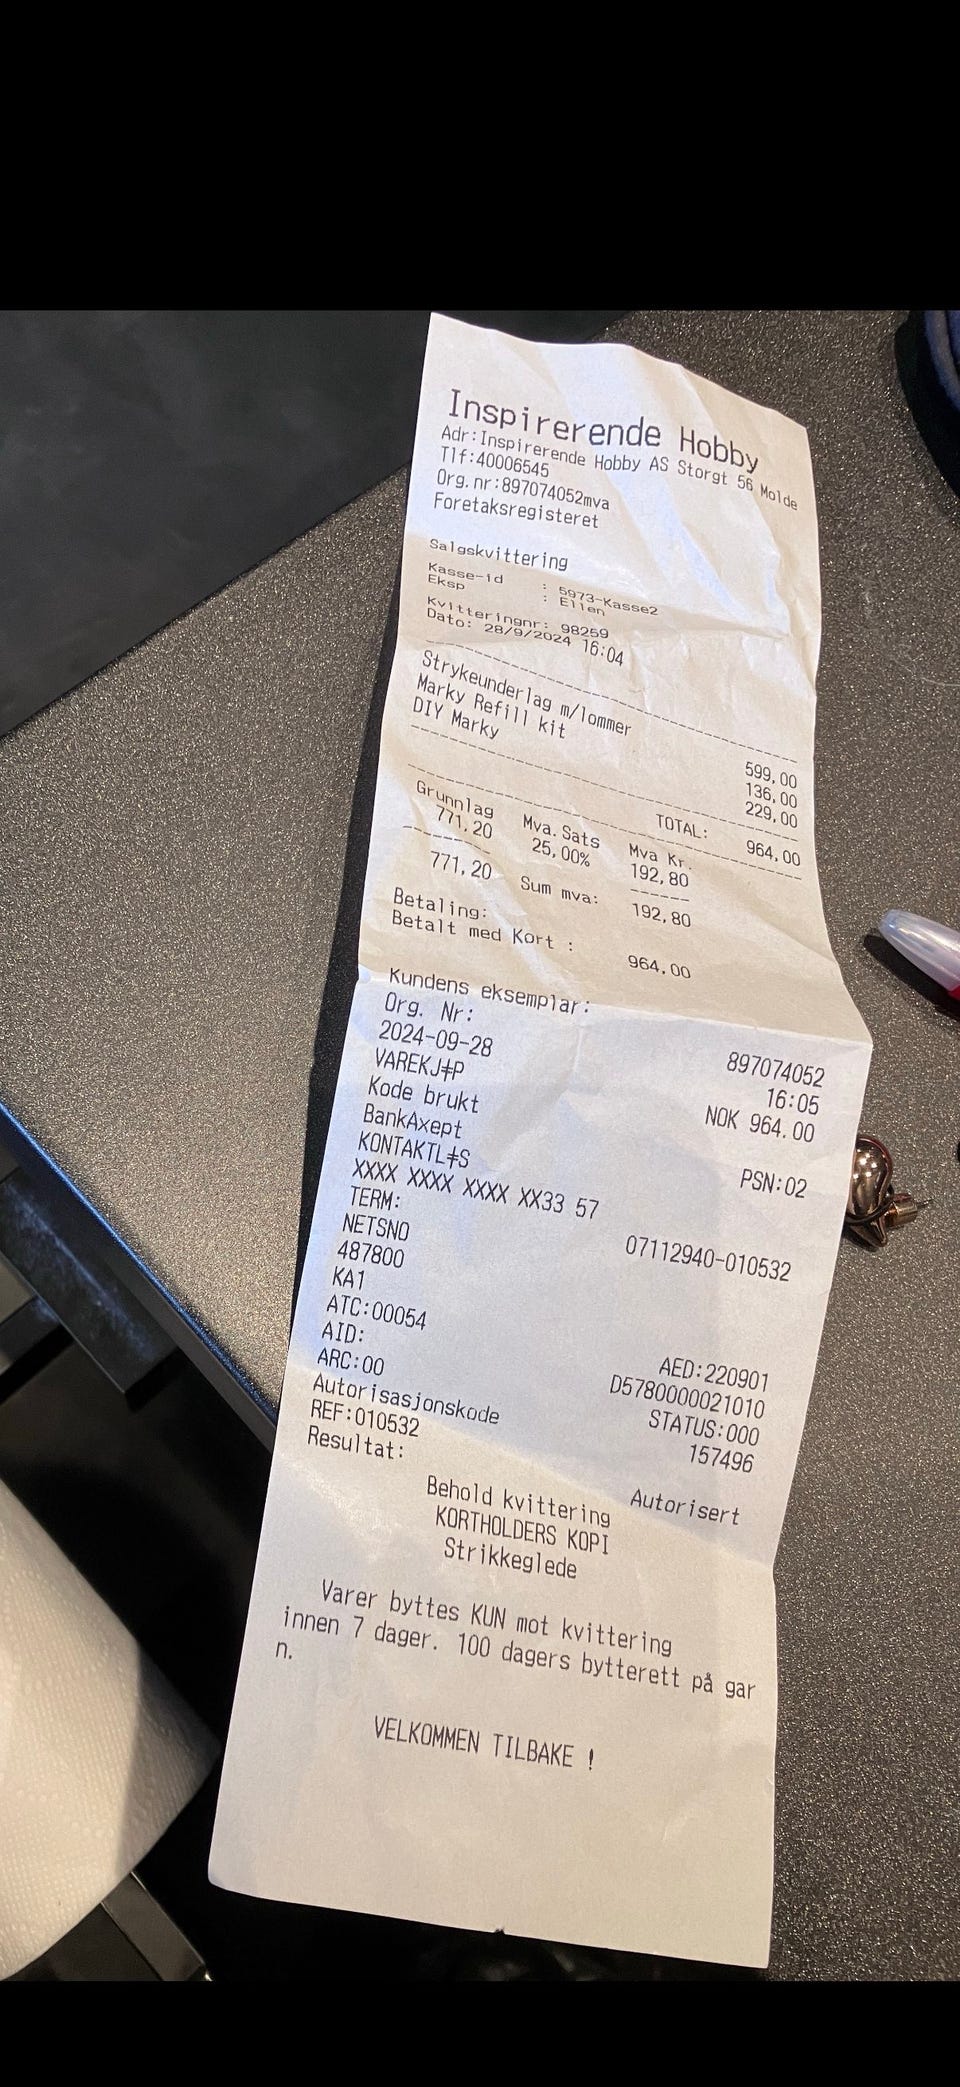 Inspirerende Hobby
Adr:Inspirerende Hobby AS Storgt 56 Molde
Tlf:40006545
Org.nr:897074052mva
Foretaksregisteret
Salgskvittering
Kasse-id : 5973-Kasse2
Eksp : Ellen
Kvitteringnr: 98259
Dato: 28/9/2024 16:04
Strykeunderlag m/lommer 599,00
Marky Refill kit 136,00
DIY Marky 229,00
TOTAL: 964,00
Grunnlag Mva.Sats Mva Kr.
771,20 25,00% 192,80
771,20 Sum mva: 192,80
Betaling:
Betalt med Kort : 964,00
Kundens eksemplar:
Org. Nr: 897074052
2024-09-28 16:05
VAREKJ‡P NOK 964.00
Kode brukt
BankAxept PSN:02
KONTAKTL‡S
XXXX XXXX XXXX XX33 57
TERM: 07112940-010532
NETSNO
487800
KA1
ATC:00054 AED:220901
AID: D5780000021010
ARC:00 STATUS:000
Autorisasjonskode 157496
REF:010532
Resultat: Autorisert
Behold kvittering
KORTHOLDERS KOPI
Strikkeglede
Varer byttes KUN mot kvittering
innen 7 dager. 100 dagers bytterett på gar
n.
VELKOMMEN TILBAKE !